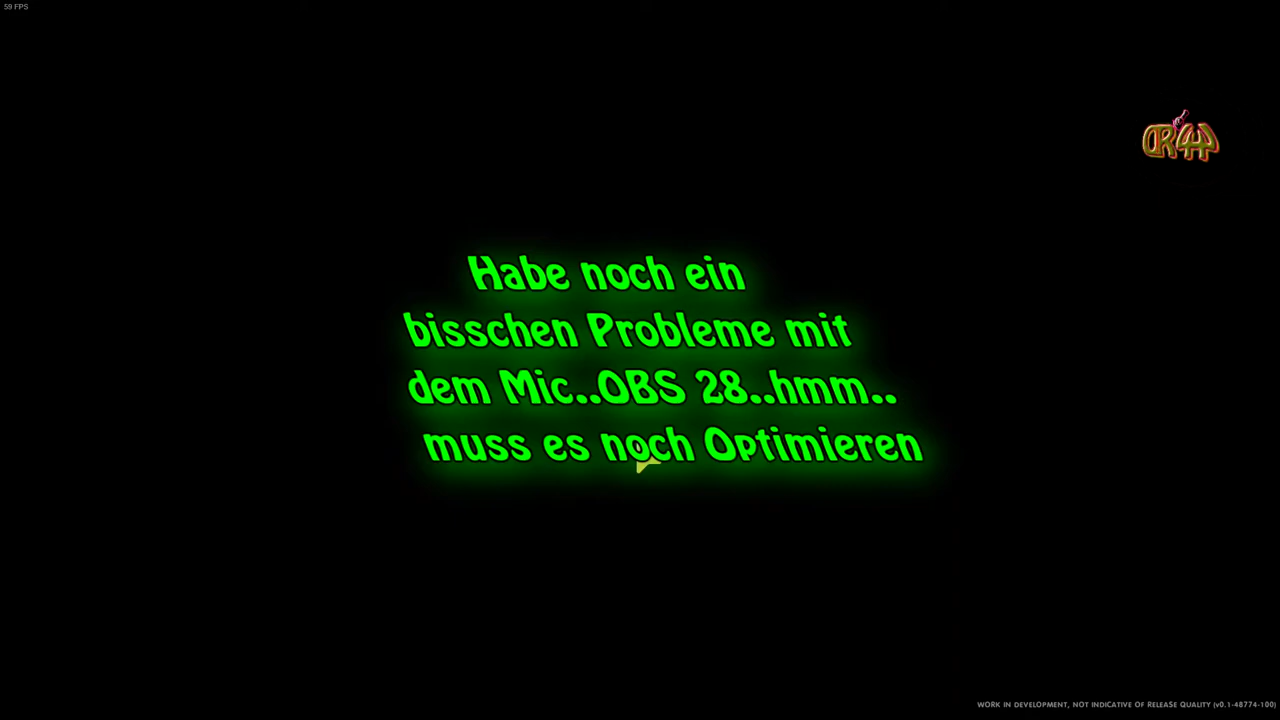 59 FPS
Habe noch ein
bisschen Probleme mit
dem Mic..OBS 28..hmm..
muss es noch Optimieren
WORK IN DEVELOPMENT, NOT INDICATIVE OF RELEASE QUALITY (v0.1-48774-100)